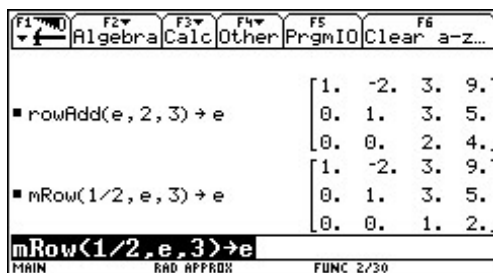 F1 F2 F3 F4 F5 F6
Algebra Calc Other PrgmIO Clear a-z…
[1. -2. 3. 9.
rowAdd(e,2,3)→e 0. 1. 3. 5.
0. 0. 2. 4.]
[1. -2. 3. 9.
mRow(1/2,e,3)→e 0. 1. 3. 5.
0. 0. 1. 2.]
mRow(1/2,e,3)→e
MAIN RAD APPROX FUNC 2/30